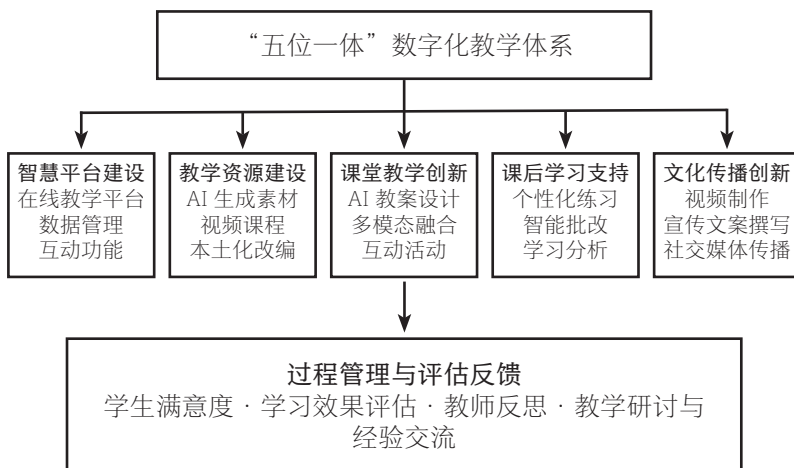 “五位一体”数字化教学体系
智慧平台建设
在线教学平台
数据管理
互动功能
教学资源建设
AI 生成素材
视频课程
本土化改编
课堂教学创新
AI 教案设计
多模态融合
互动活动
课后学习支持
个性化练习
智能批改
学习分析
文化传播创新
视频制作
宣传文案撰写
社交媒体传播
过程管理与评估反馈
学生满意度 · 学习效果评估 · 教师反思 · 教学研讨与
经验交流